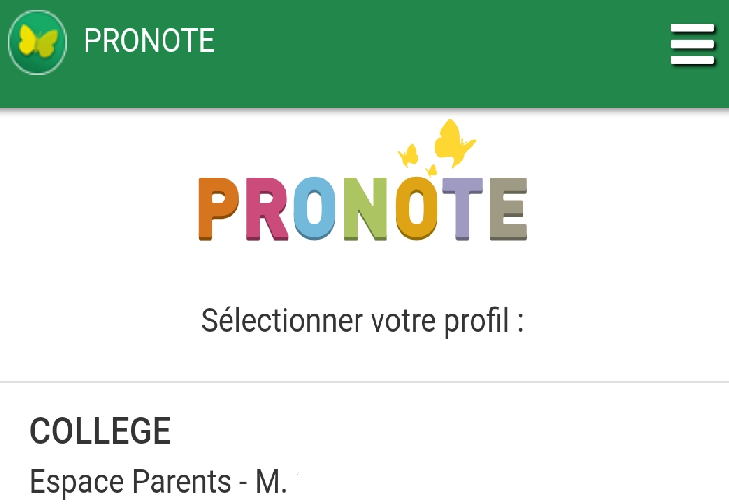 PRONOTE
PRONOTE
Sélectionner votre profil :
COLLEGE
Espace Parents - M.